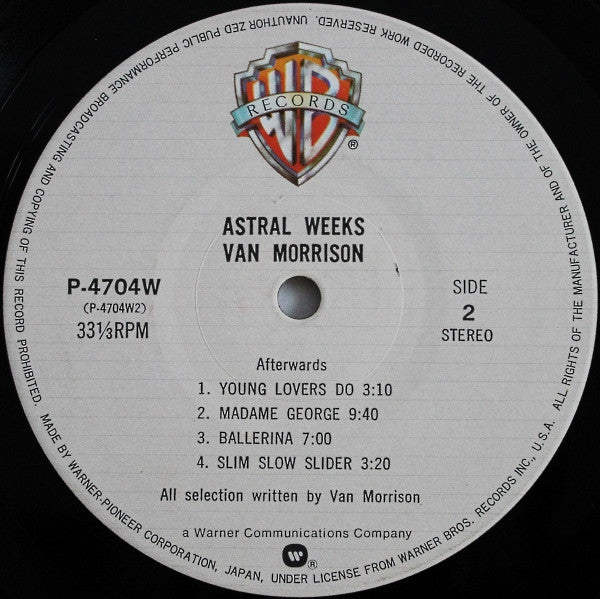 WB
RECORDS
®
ASTRAL WEEKS
VAN MORRISON
P-4704W
(P-4704W2)
33⅓RPM
SIDE
2
STEREO
Afterwards
1. YOUNG LOVERS DO 3:10
2. MADAME GEORGE 9:40
3. BALLERINA 7:00
4. SLIM SLOW SLIDER 3:20
All selection written by Van Morrison
a Warner Communications Company
®
MADE BY WARNER-PIONEER CORPORATION, JAPAN, UNDER LICENSE FROM WARNER BROS. RECORDS INC., U.S.A. ALL RIGHTS OF THE MANUFACTURER AND OF THE OWNER OF THE RECORDED WORK RESERVED. UNAUTHORIZED PUBLIC PERFORMANCE BROADCASTING AND COPYING OF THIS RECORD PROHIBITED.